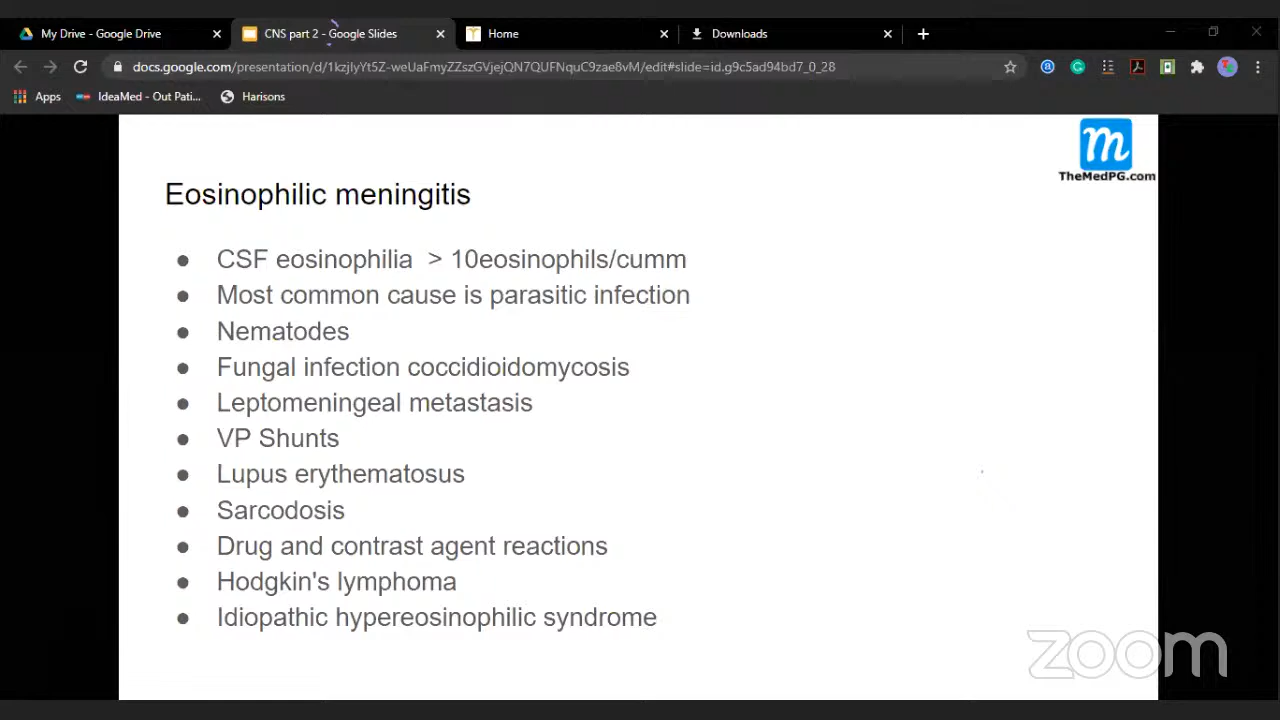 My Drive - Google Drive
CNS part 2 - Google Slides
Home
Downloads
docs.google.com/presentation/d/1kzjlyYt5Z-weUaFmyZZszGVjejQN7QUFNquC9zae8vM/edit#slide=id.g9c5ad94bd7_0_28
Apps
IdeaMed - Out Pati...
Harisons
m
TheMedPG.com
Eosinophilic meningitis
● CSF eosinophilia > 10eosinophils/cumm
● Most common cause is parasitic infection
● Nematodes
● Fungal infection coccidioidomycosis
● Leptomeningeal metastasis
● VP Shunts
● Lupus erythematosus
● Sarcodosis
● Drug and contrast agent reactions
● Hodgkin's lymphoma
● Idiopathic hypereosinophilic syndrome
zoom